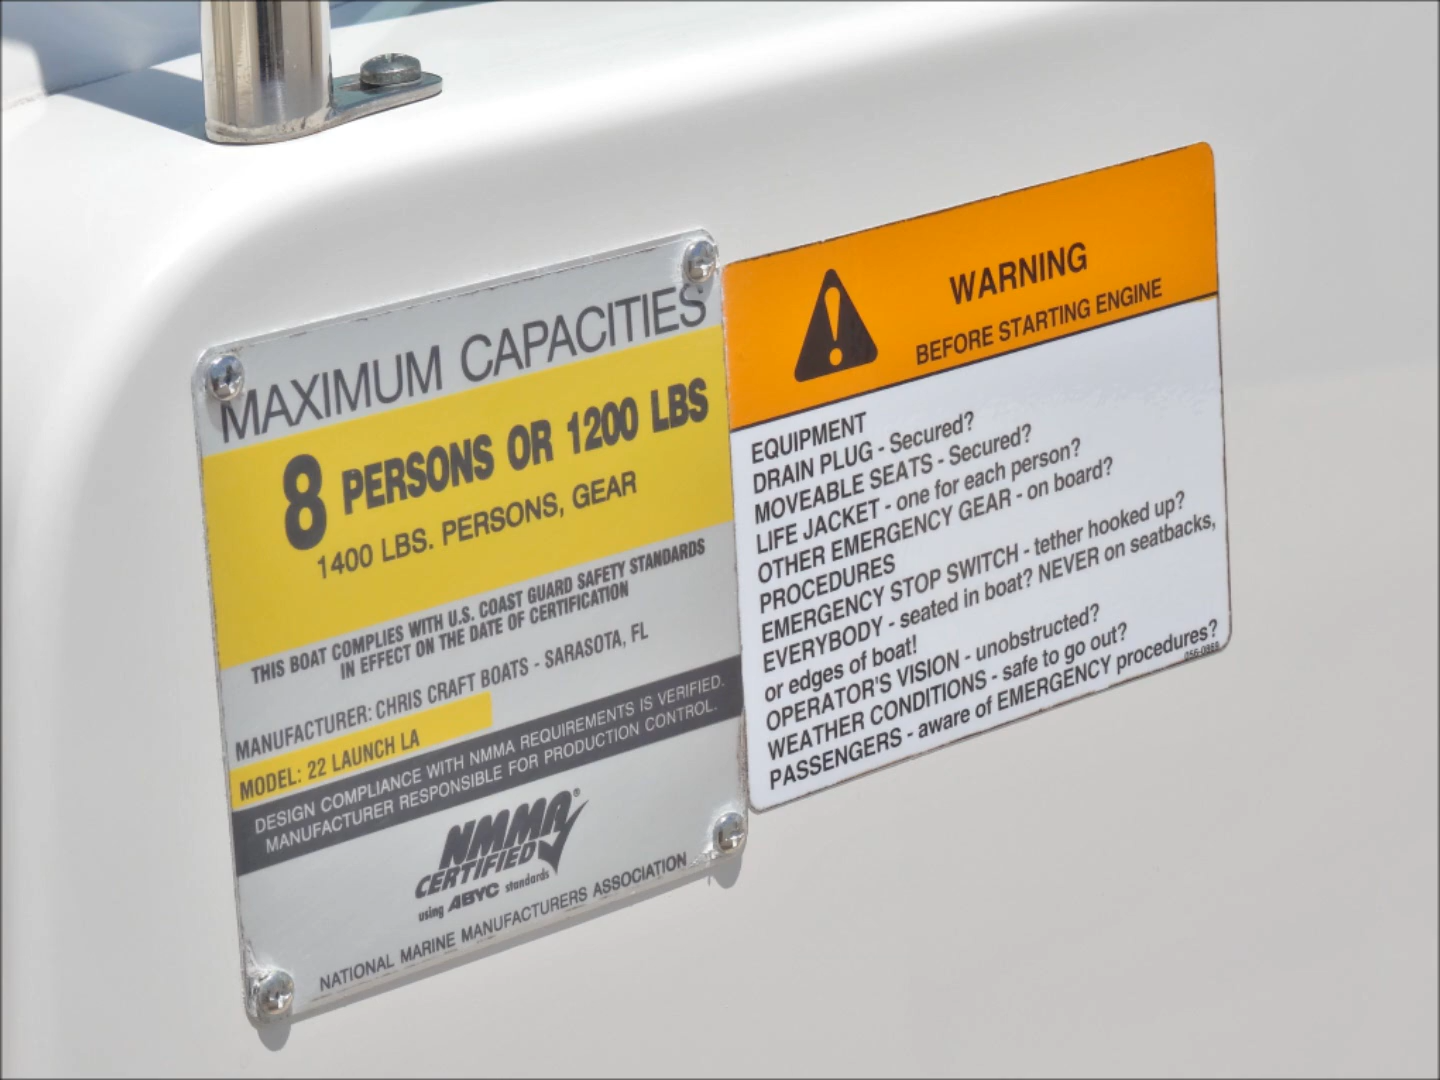 MAXIMUM CAPACITIES
8 PERSONS OR 1200 LBS
1400 LBS. PERSONS, GEAR
THIS BOAT COMPLIES WITH U.S. COAST GUARD SAFETY STANDARDS
IN EFFECT ON THE DATE OF CERTIFICATION
MANUFACTURER: CHRIS CRAFT BOATS - SARASOTA, FL
MODEL: 22 LAUNCH LA
DESIGN COMPLIANCE WITH NMMA REQUIREMENTS IS VERIFIED.
MANUFACTURER RESPONSIBLE FOR PRODUCTION CONTROL.
NMMA®
CERTIFIED
using ABYC standards
NATIONAL MARINE MANUFACTURERS ASSOCIATION
WARNING
BEFORE STARTING ENGINE
EQUIPMENT
DRAIN PLUG - Secured?
MOVEABLE SEATS - Secured?
LIFE JACKET - one for each person?
OTHER EMERGENCY GEAR - on board?
PROCEDURES
EMERGENCY STOP SWITCH - tether hooked up?
EVERYBODY - seated in boat? NEVER on seatbacks,
or edges of boat!
OPERATOR'S VISION - unobstructed?
WEATHER CONDITIONS - safe to go out?
PASSENGERS - aware of EMERGENCY procedures?